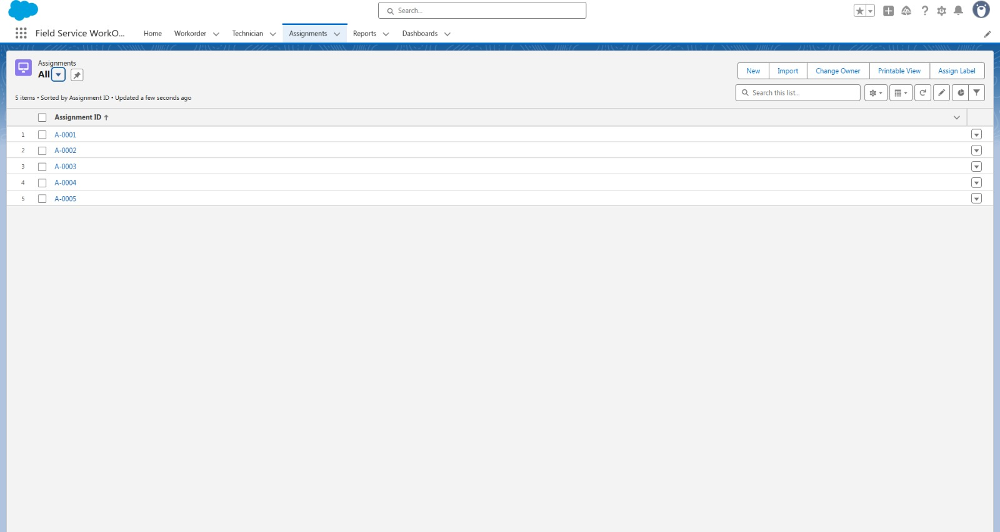 Search...
Field Service WorkO...
Home
Workorder
Technician
Assignments
Reports
Dashboards
Assignments
All
New
Import
Change Owner
Printable View
Assign Label
5 items • Sorted by Assignment ID • Updated a few seconds ago
Search this list...
Assignment ID ↑
1 A-0001
2 A-0002
3 A-0003
4 A-0004
5 A-0005